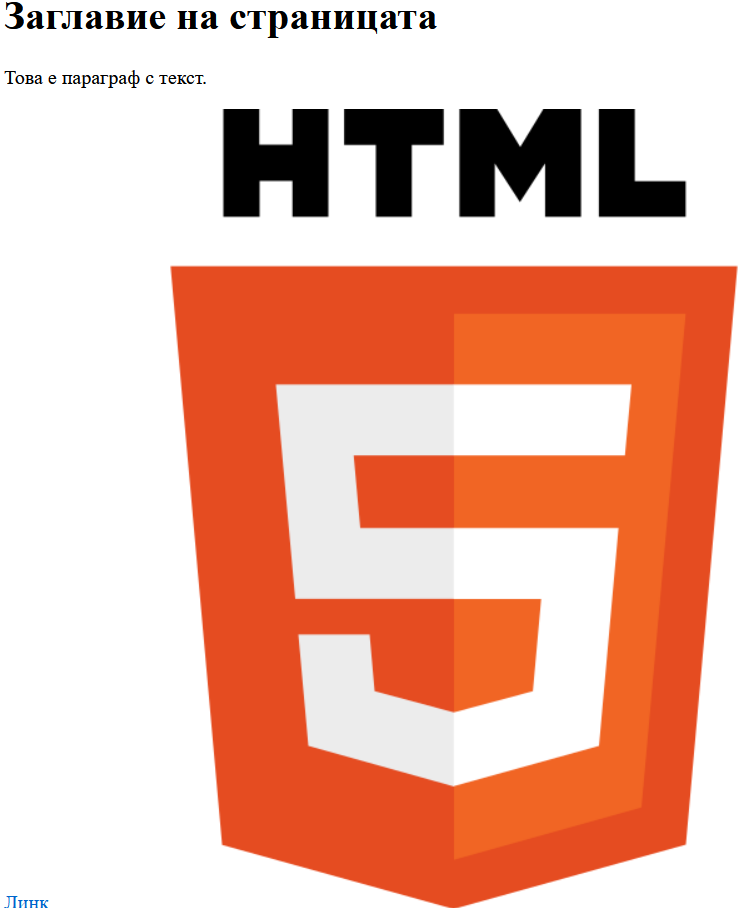 Заглавие на страницата
Това е параграф с текст.
HTML
5
Линк